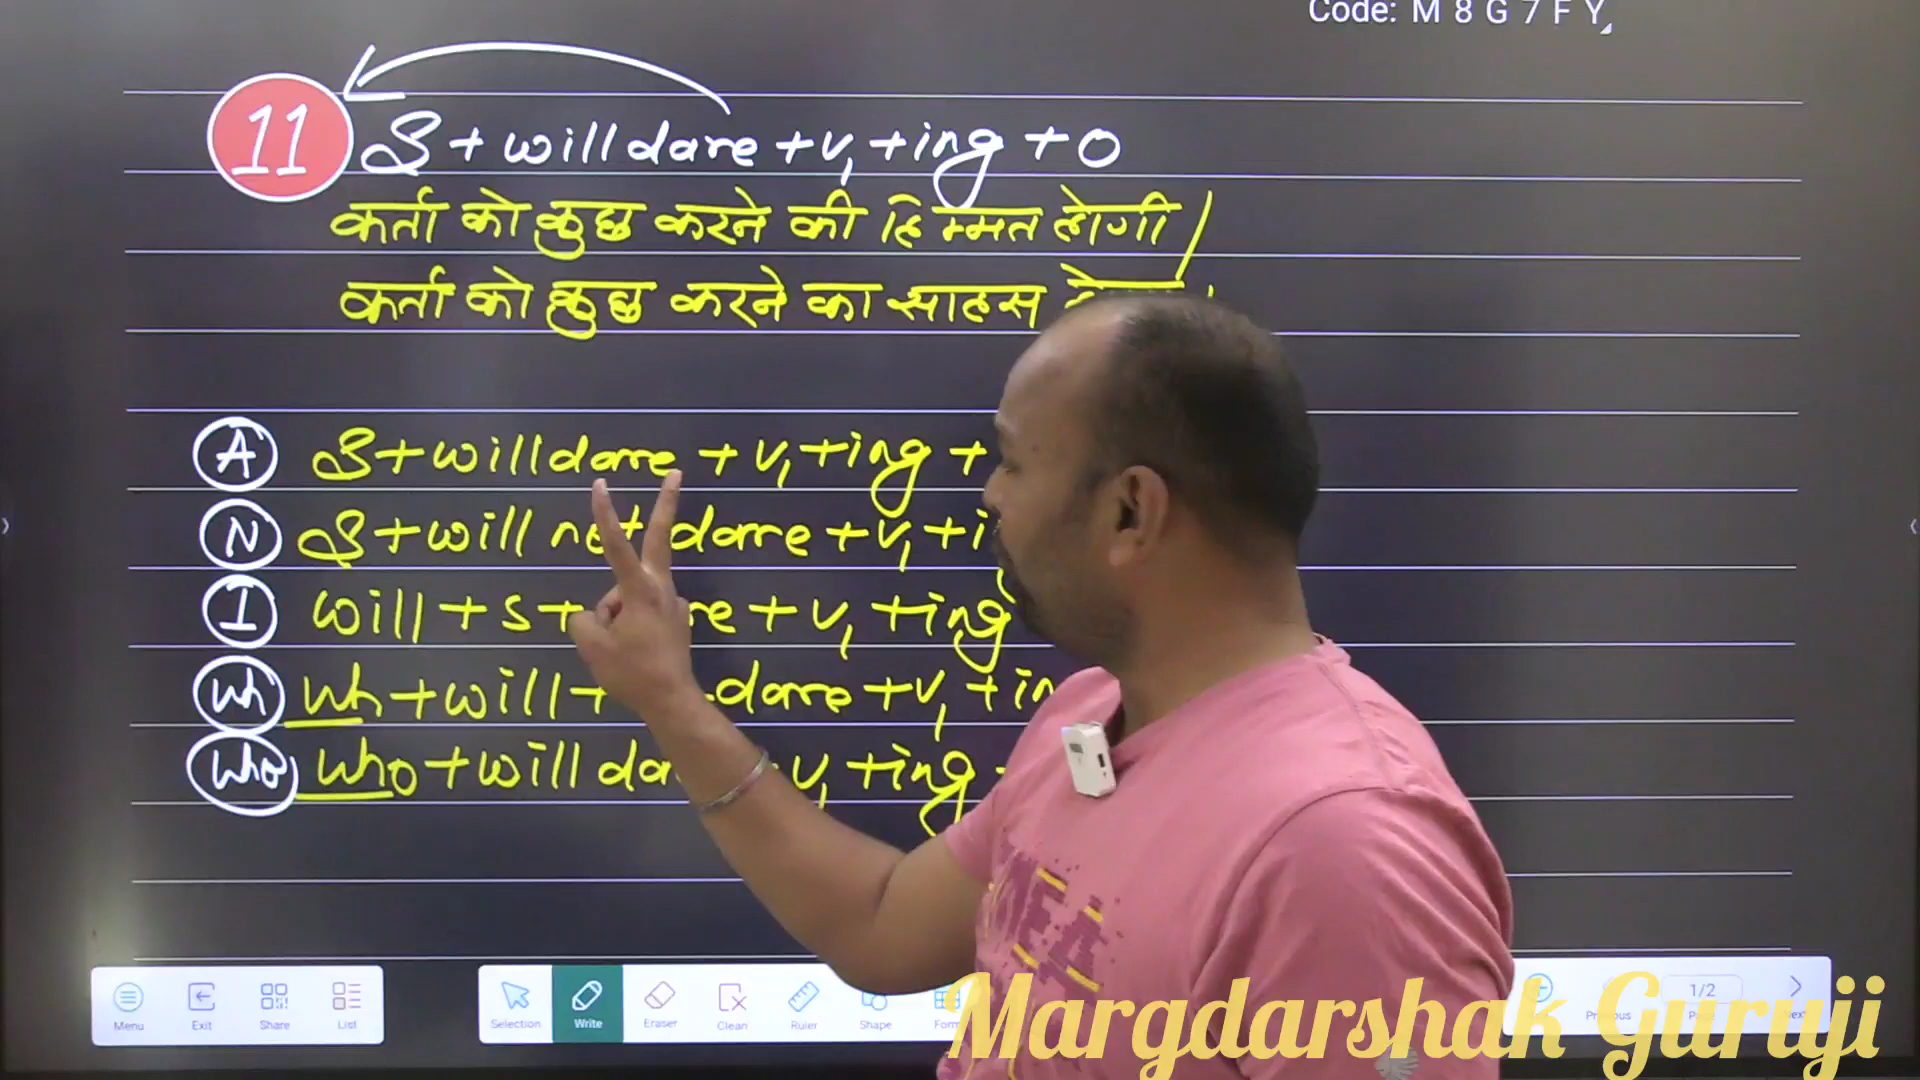 Code: M 8 G 7 F Y
11 S + will dare + V1 + ing + O
कर्ता को कुछ करने की हिम्मत होगी /
कर्ता को कुछ करने का साहस
A S + will dare + V1 + ing +
N S + will not dare + V1 +
I will + S + + V1 + ing
Wh Wh + will + dare + V1 +
Who Who + will + V1 + ing
Menu Exit Share List Selection Write Eraser Clean Ruler Shape 1/2
Margdarshak Guruji